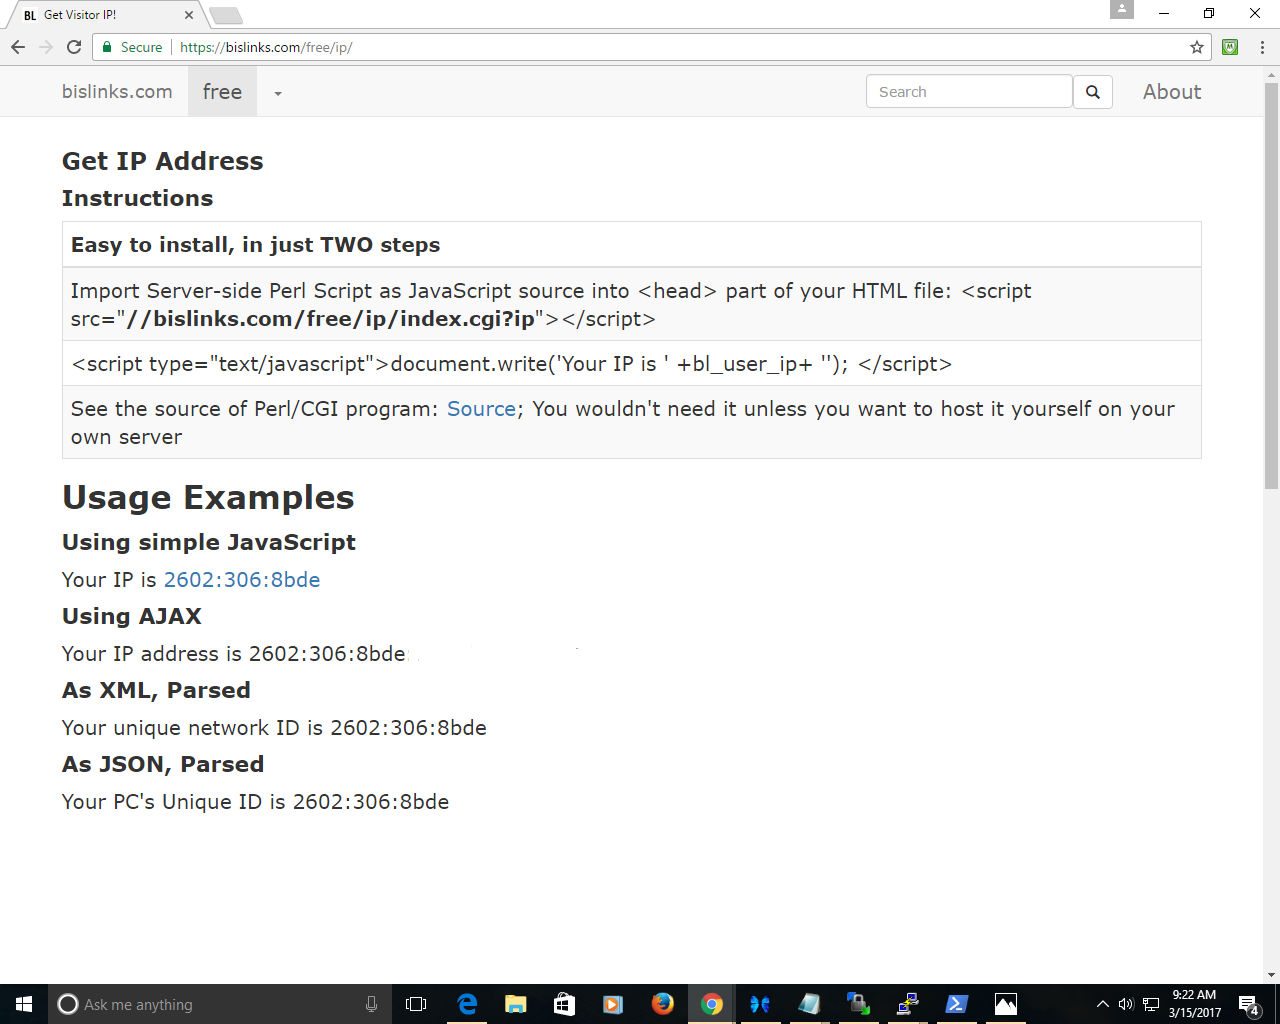 BL Get Visitor IP!
Secure https://bislinks.com/free/ip/
bislinks.com free Search About
Get IP Address
Instructions
Easy to install, in just TWO steps
Import Server-side Perl Script as JavaScript source into <head> part of your HTML file: <script
src="//bislinks.com/free/ip/index.cgi?ip"></script>
<script type="text/javascript">document.write('Your IP is ' +bl_user_ip+ ''); </script>
See the source of Perl/CGI program: Source; You wouldn't need it unless you want to host it yourself on your
own server
Usage Examples
Using simple JavaScript
Your IP is 2602:306:8bde
Using AJAX
Your IP address is 2602:306:8bde
As XML, Parsed
Your unique network ID is 2602:306:8bde
As JSON, Parsed
Your PC's Unique ID is 2602:306:8bde
Ask me anything
9:22 AM
3/15/2017
4